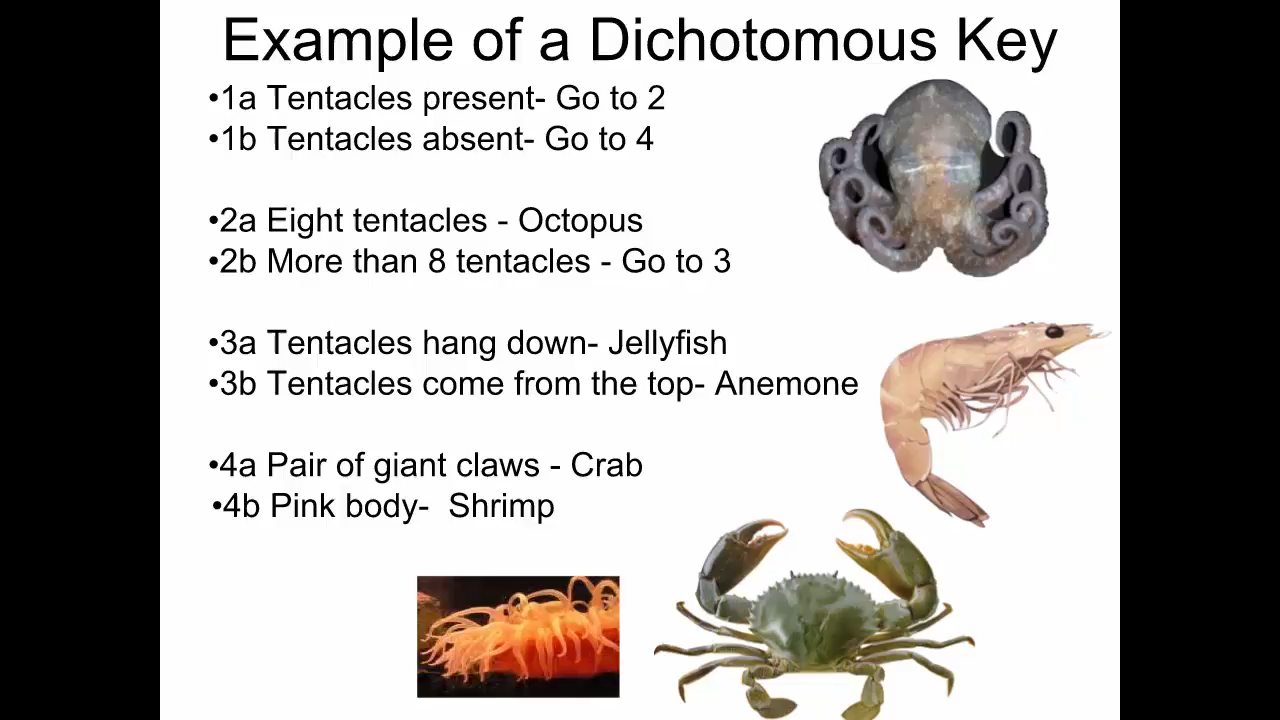 Example of a Dichotomous Key
•1a Tentacles present- Go to 2
•1b Tentacles absent- Go to 4
•2a Eight tentacles - Octopus
•2b More than 8 tentacles - Go to 3
•3a Tentacles hang down- Jellyfish
•3b Tentacles come from the top- Anemone
•4a Pair of giant claws - Crab
•4b Pink body-  Shrimp